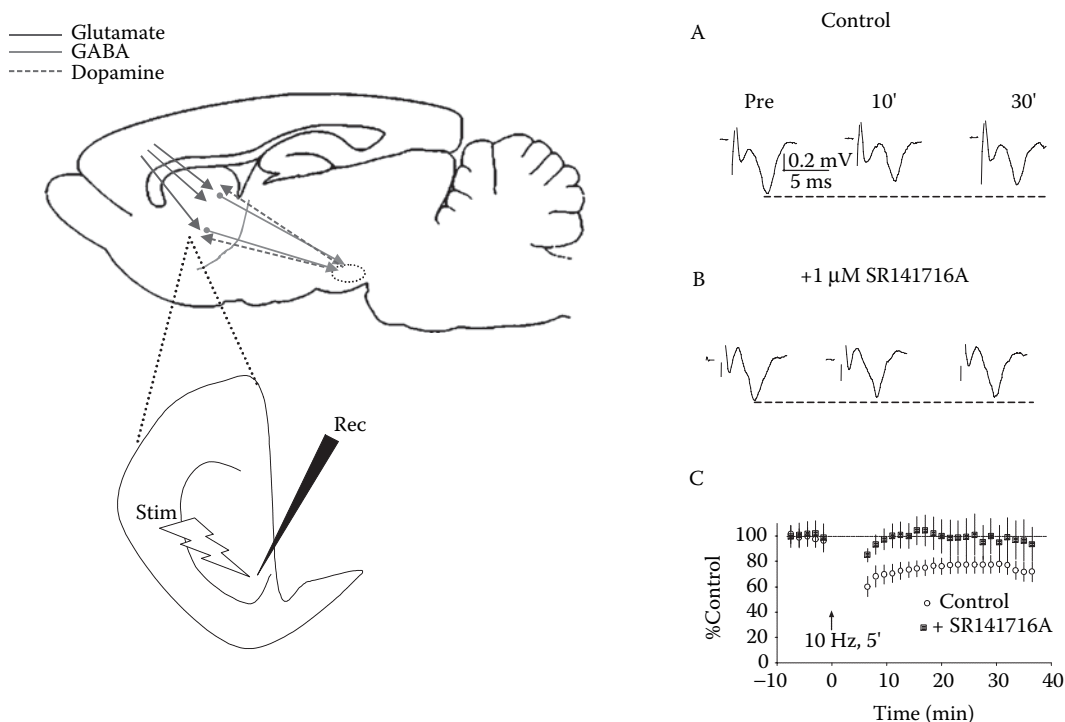 Glutamate
GABA
Dopamine
Stim
Rec
A
Control
Pre
10'
30'
0.2 mV
5 ms
B
+1 µM SR141716A
C
100
80
60
40
20
0
%Control
10 Hz, 5'
Control
+ SR141716A
−10
0
10
20
30
40
Time (min)